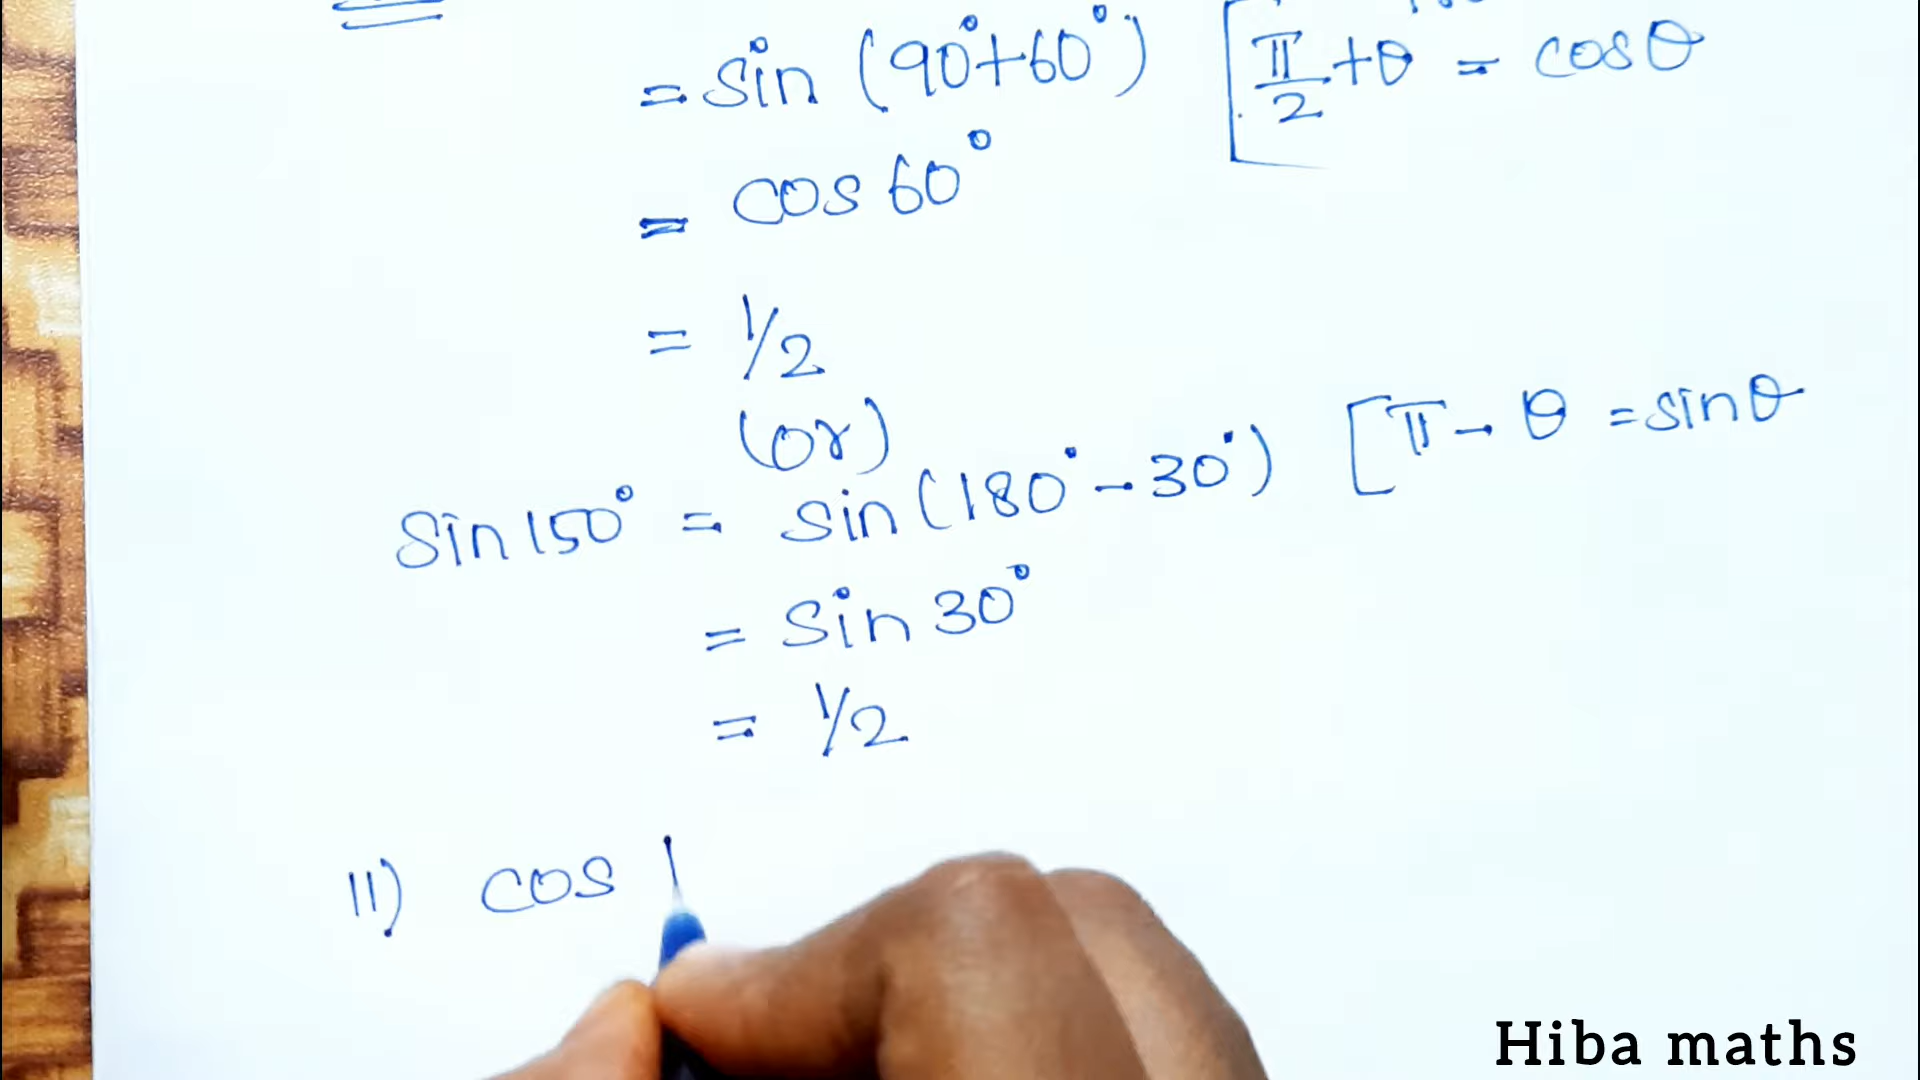 = sin (90°+60°) [π/2 + θ = cos θ
= cos 60°
= 1/2
(or)
sin 150° = sin (180° - 30°) [π - θ = sin θ
= sin 30°
= 1/2
11) cos
Hiba maths